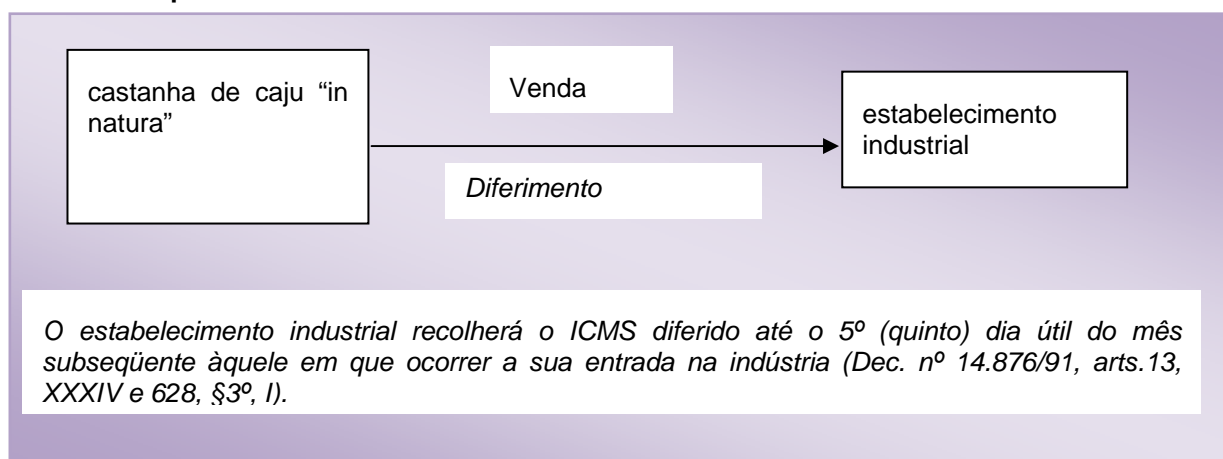 castanha de caju “in
natura”
Venda
Diferimento
estabelecimento
industrial
O estabelecimento industrial recolherá o ICMS diferido até o 5º (quinto) dia útil do mês
subseqüente àquele em que ocorrer a sua entrada na indústria (Dec. nº 14.876/91, arts.13,
XXXIV e 628, §3º, I).